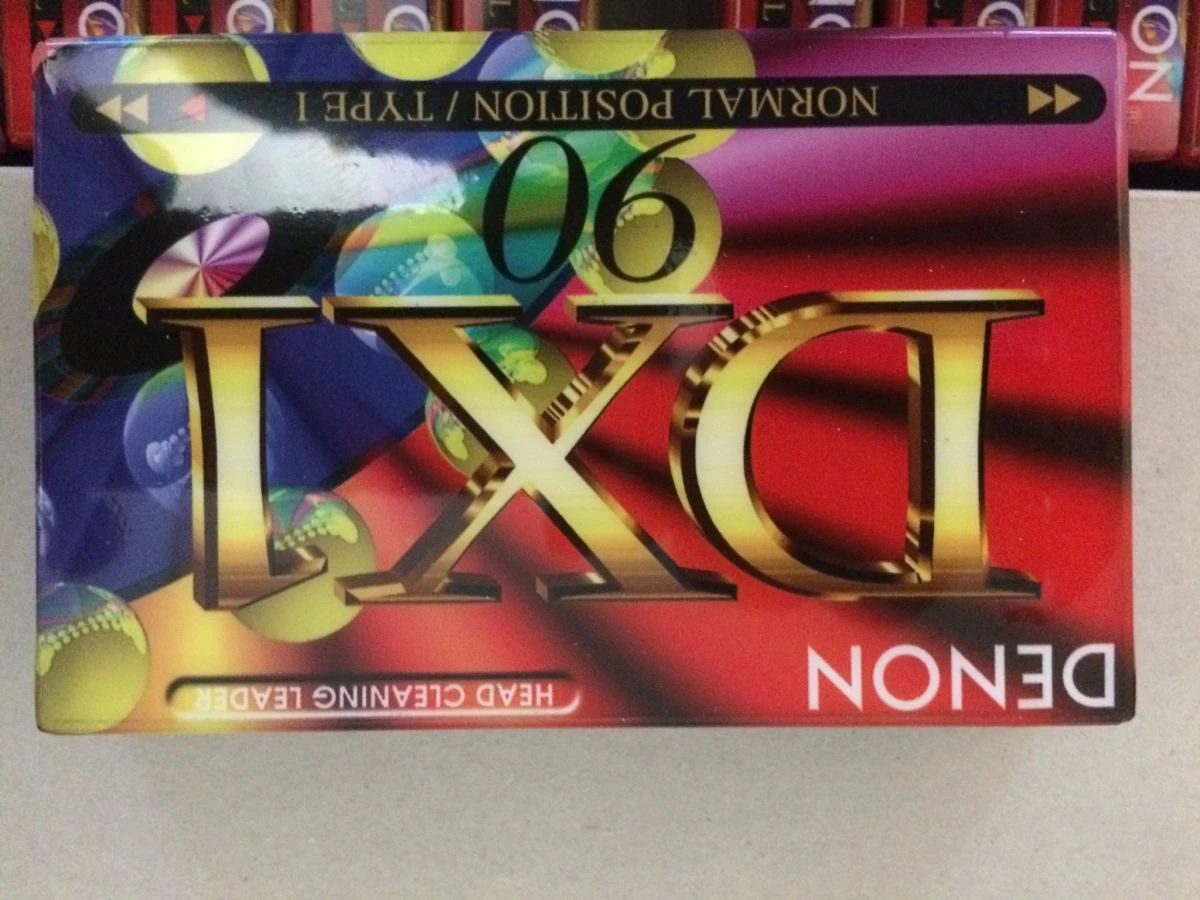 DENON
HEAD CLEANING LEADER
DX1
90
NORMAL POSITION / TYPE I